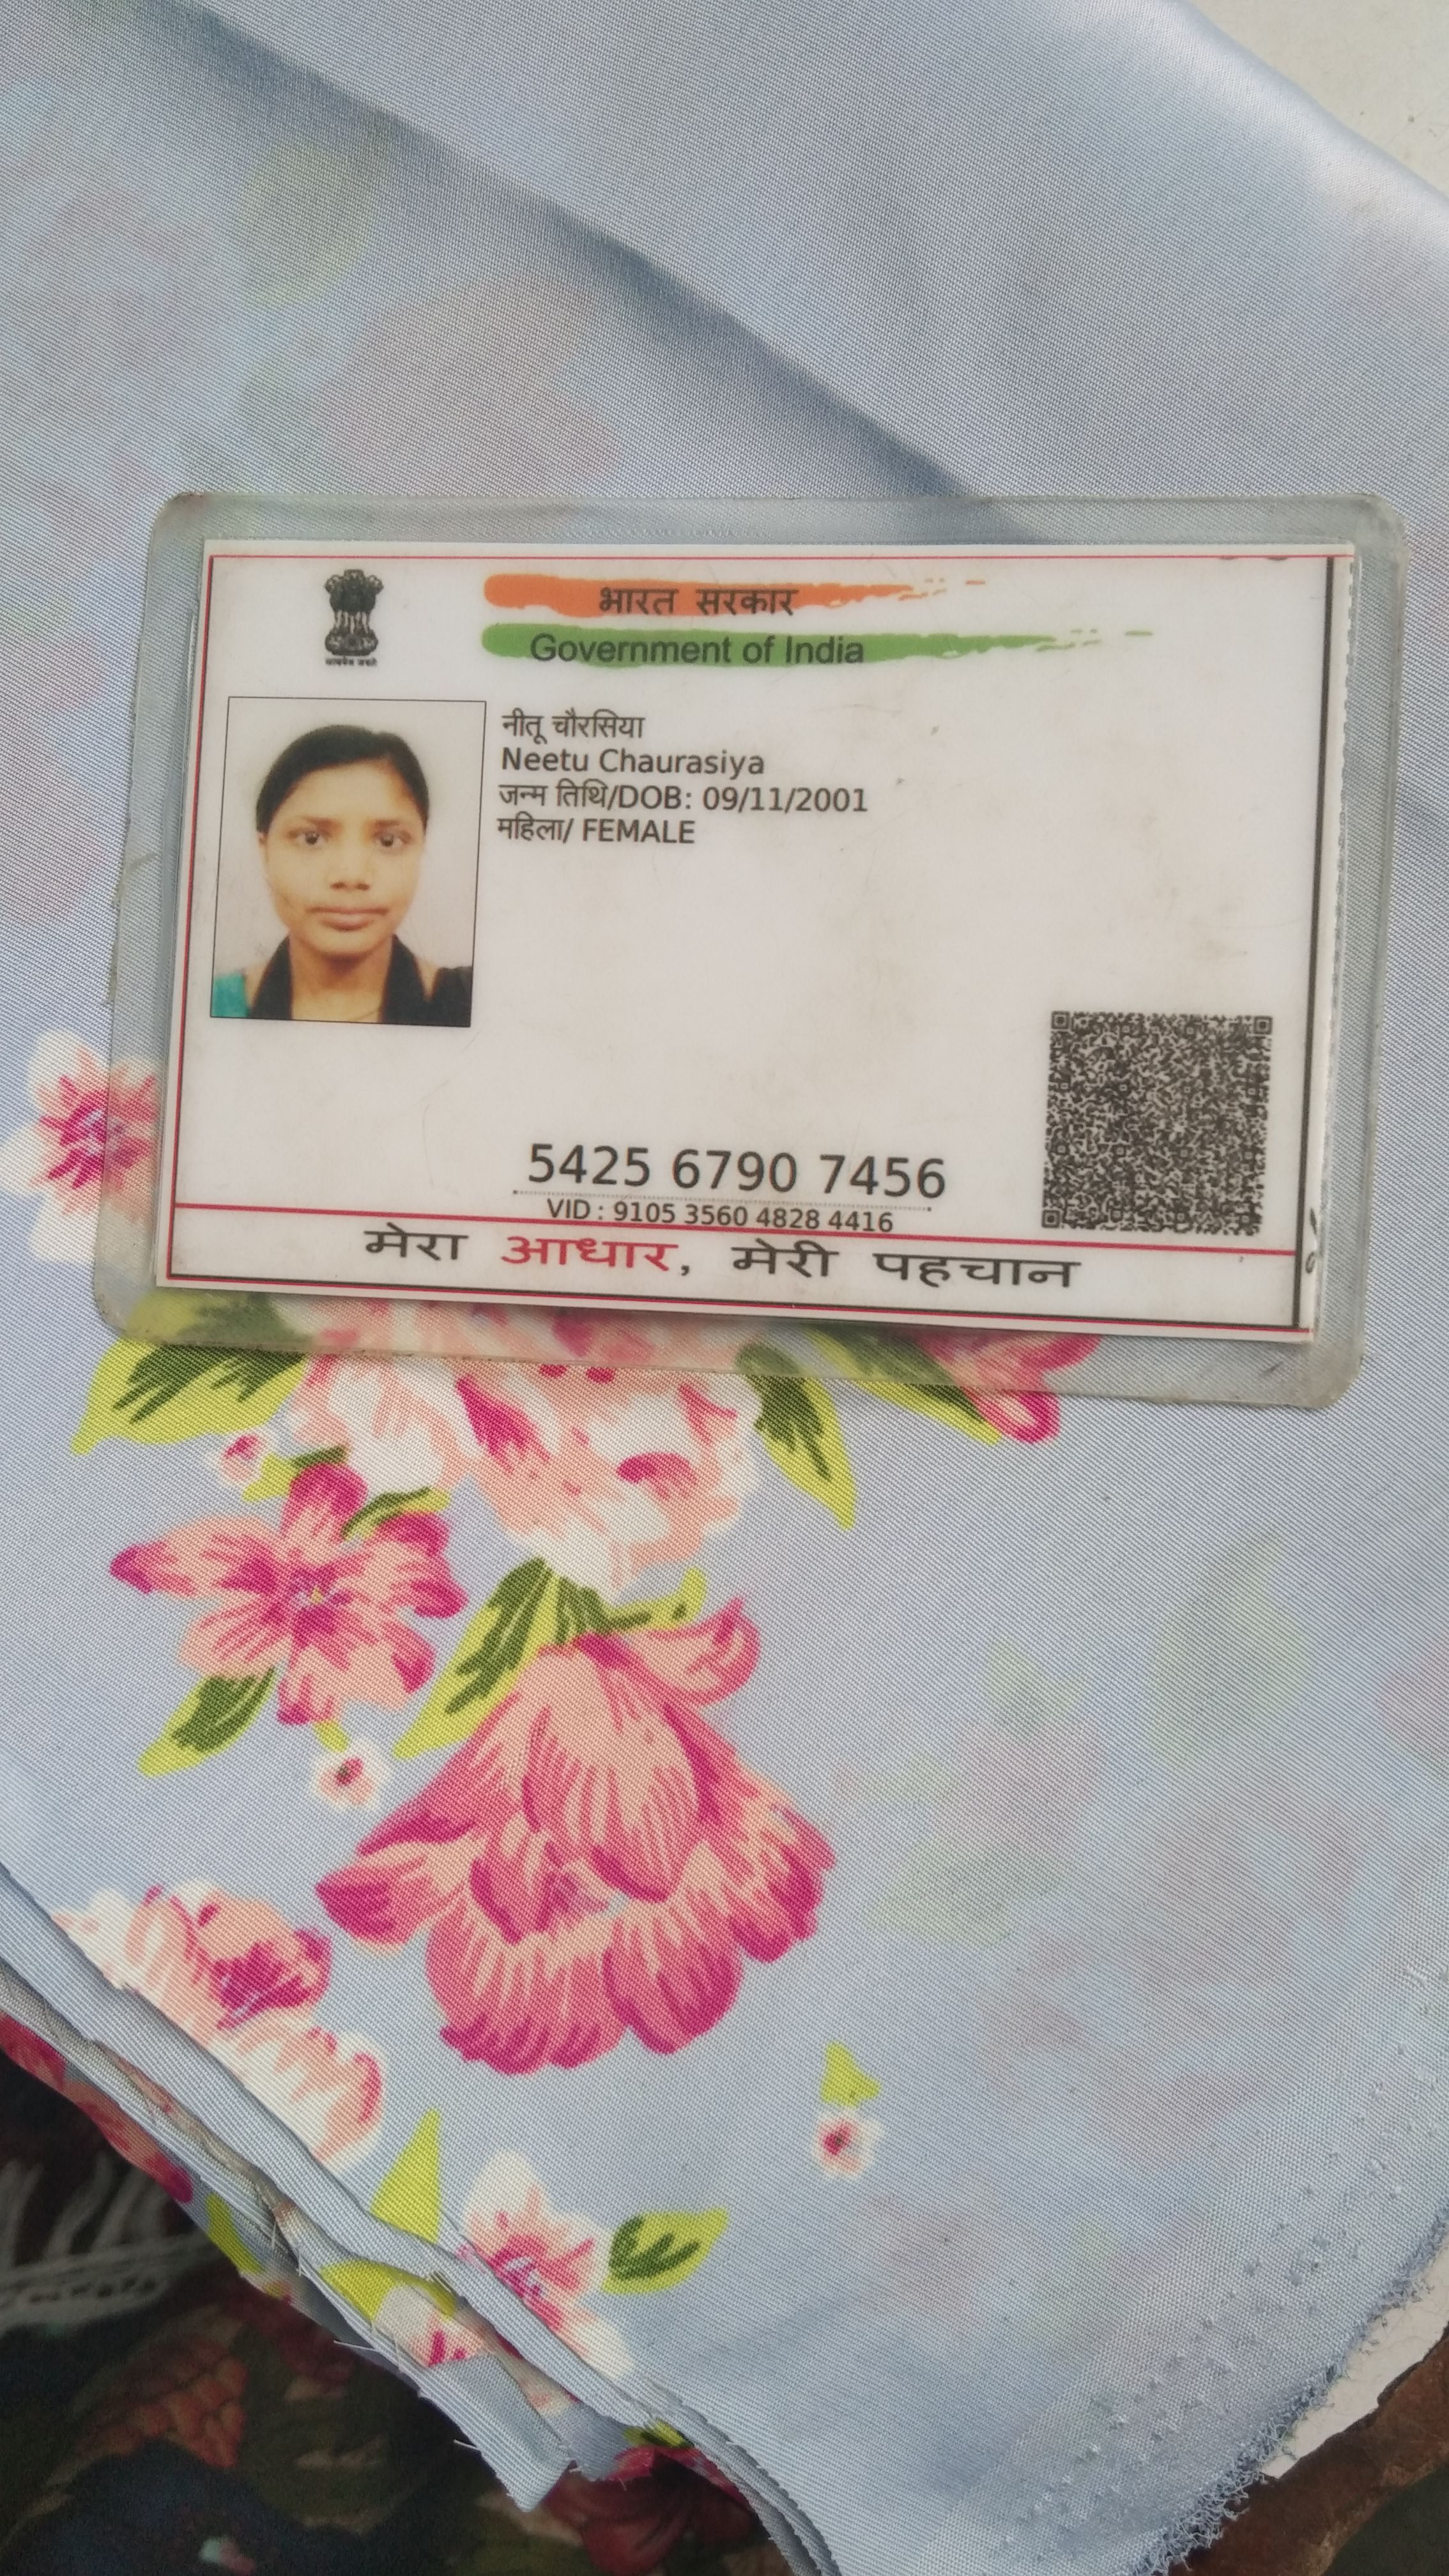 सत्यमेव जयते
भारत सरकार
Government of India
नीतू चौरसिया
Neetu Chaurasiya
जन्म तिथि/DOB: 09/11/2001
महिला/ FEMALE
5425 6790 7456
VID : 9105 3560 4828 4416
मेरा आधार, मेरी पहचान